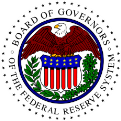 BOARD OF GOVERNORS
OF THE FEDERAL RESERVE SYSTEM